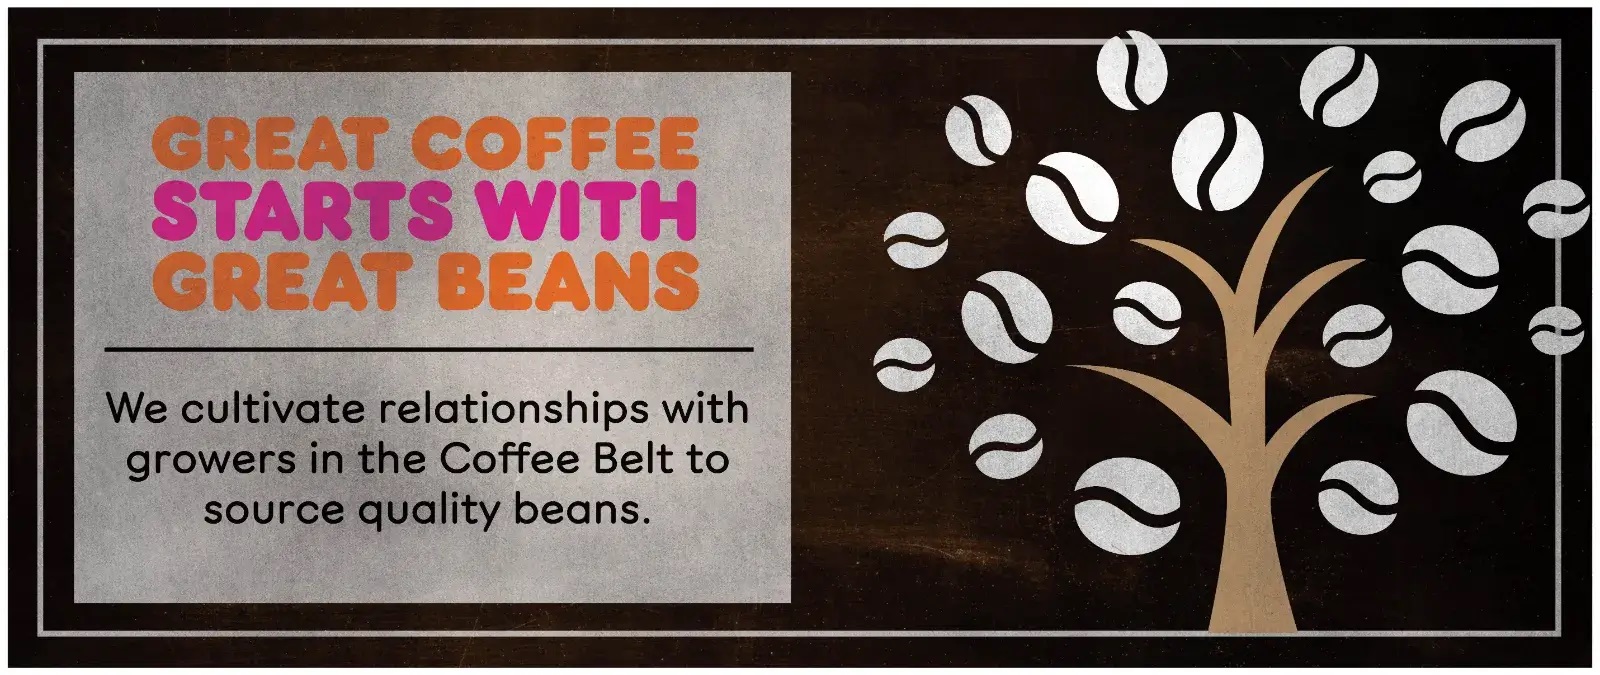 GREAT COFFEE
STARTS WITH
GREAT BEANS
We cultivate relationships with
growers in the Coffee Belt to
source quality beans.